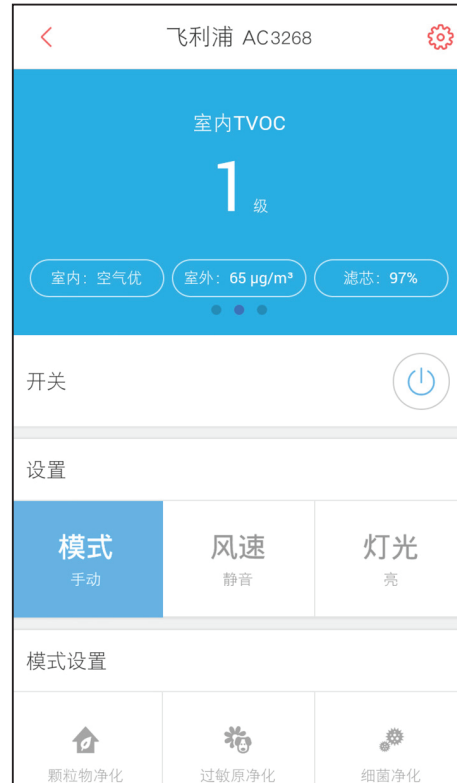 飞利浦 AC3268
室内TVOC
1 级
室内：空气优 室外：65 µg/m³ 滤芯：97%
开关
设置
模式 风速 灯光
手动 静音 亮
模式设置
颗粒物净化 过敏原净化 细菌净化